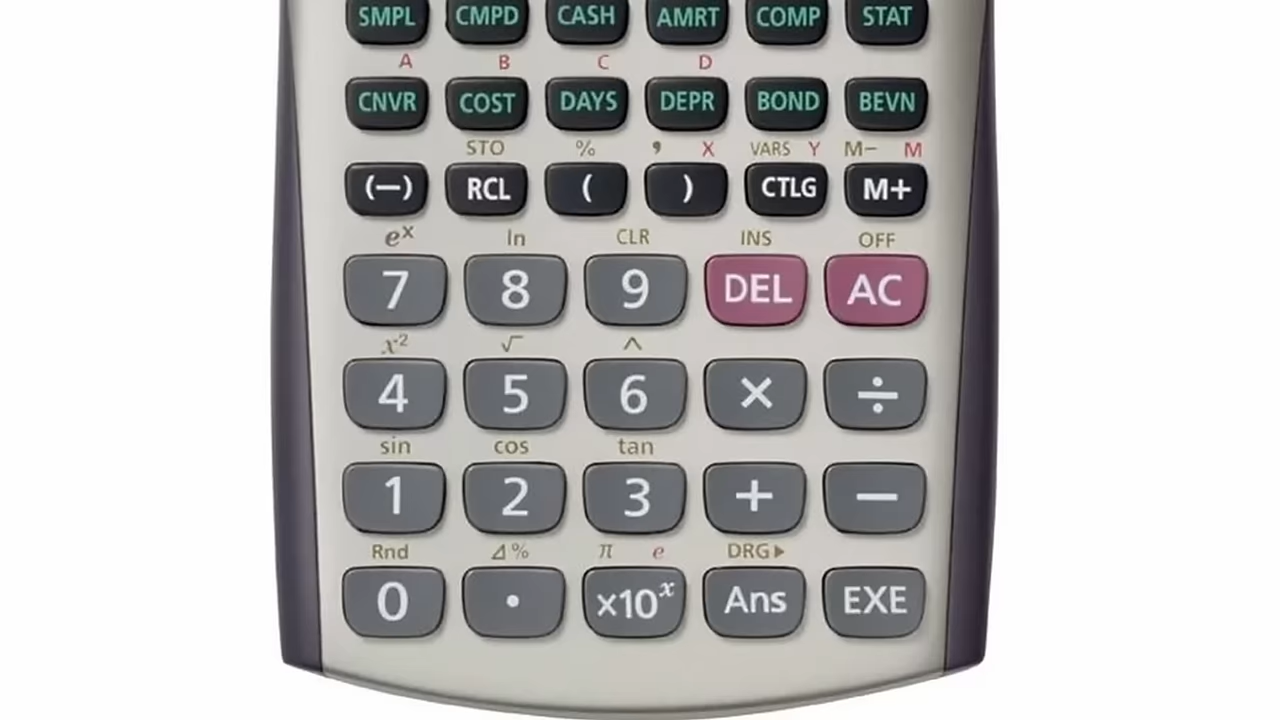 SMPL CMPD CASH AMRT COMP STAT
A B C D
CNVR COST DAYS DEPR BOND BEVN
STO % , X VARS Y M− M
(−) RCL ( ) CTLG M+
eˣ ln CLR INS OFF
7 8 9 DEL AC
x² √ ^
4 5 6 × ÷
sin cos tan
1 2 3 + −
Rnd ⊿% π e DRG▶
0 • ×10ˣ Ans EXE